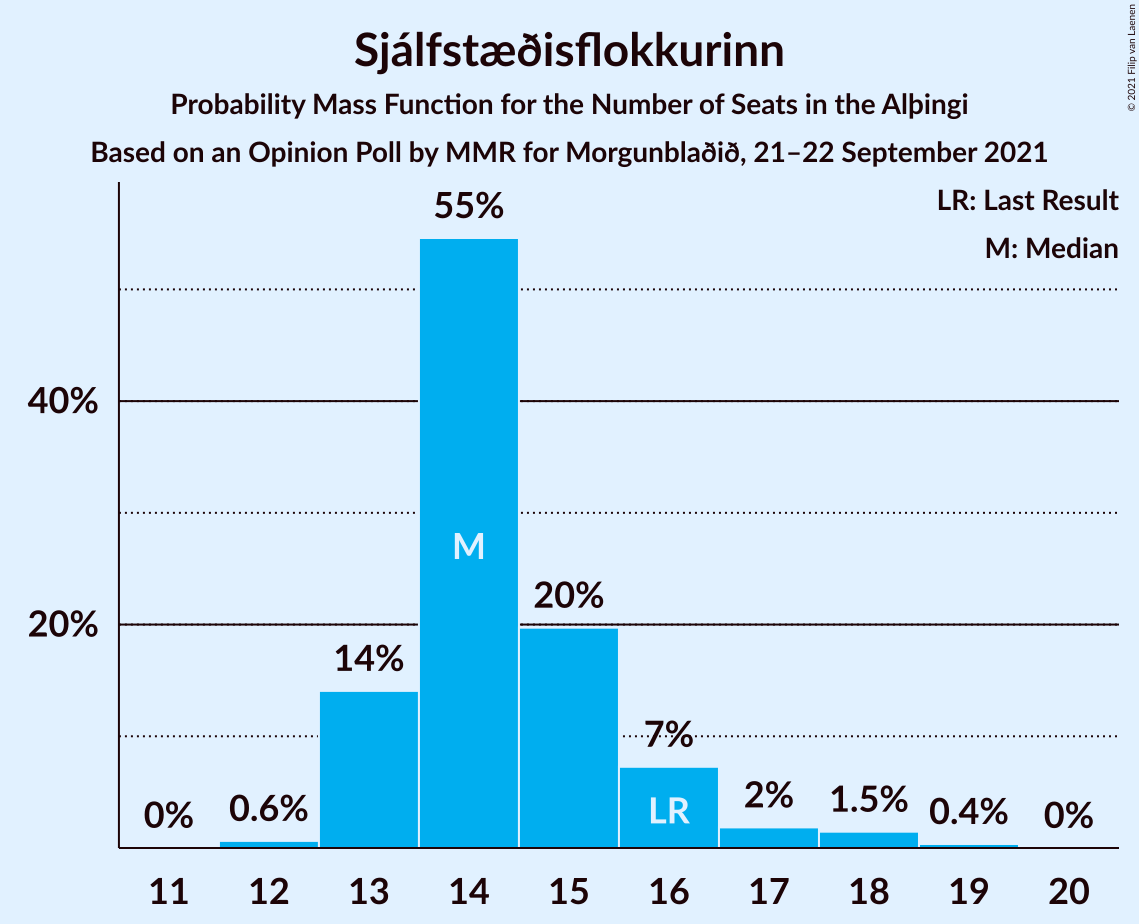 Sjálfstæðisflokkurinn
Probability Mass Function for the Number of Seats in the Alþingi
Based on an Opinion Poll by MMR for Morgunblaðið, 21–22 September 2021
© 2021 Filip van Laenen
LR: Last Result
M: Median
55%
40%
M
20%
20%
14%
7%
LR
0%
0.6%
2%
1.5%
0.4%
0%
11 12 13 14 15 16 17 18 19 20